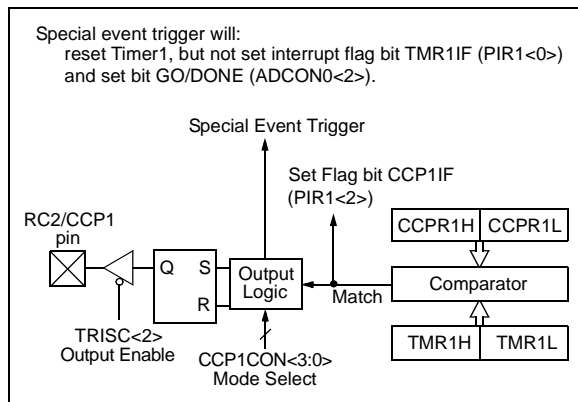 Special event trigger will:
reset Timer1, but not set interrupt flag bit TMR1IF (PIR1<0>)
and set bit GO/DONE (ADCON0<2>).
Special Event Trigger
Set Flag bit CCP1IF
(PIR1<2>)
RC2/CCP1
pin
CCPR1H CCPR1L
Q S
R
Output
Logic
Match
Comparator
TRISC<2>
Output Enable
CCP1CON<3:0>
Mode Select
TMR1H TMR1L